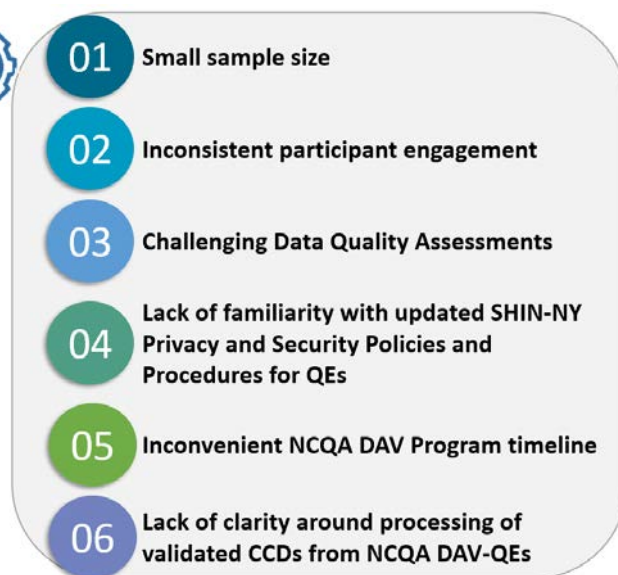 01 Small sample size
02 Inconsistent participant engagement
03 Challenging Data Quality Assessments
04 Lack of familiarity with updated SHIN-NY
Privacy and Security Policies and
Procedures for QEs
05 Inconvenient NCQA DAV Program timeline
06 Lack of clarity around processing of
validated CCDs from NCQA DAV-QEs